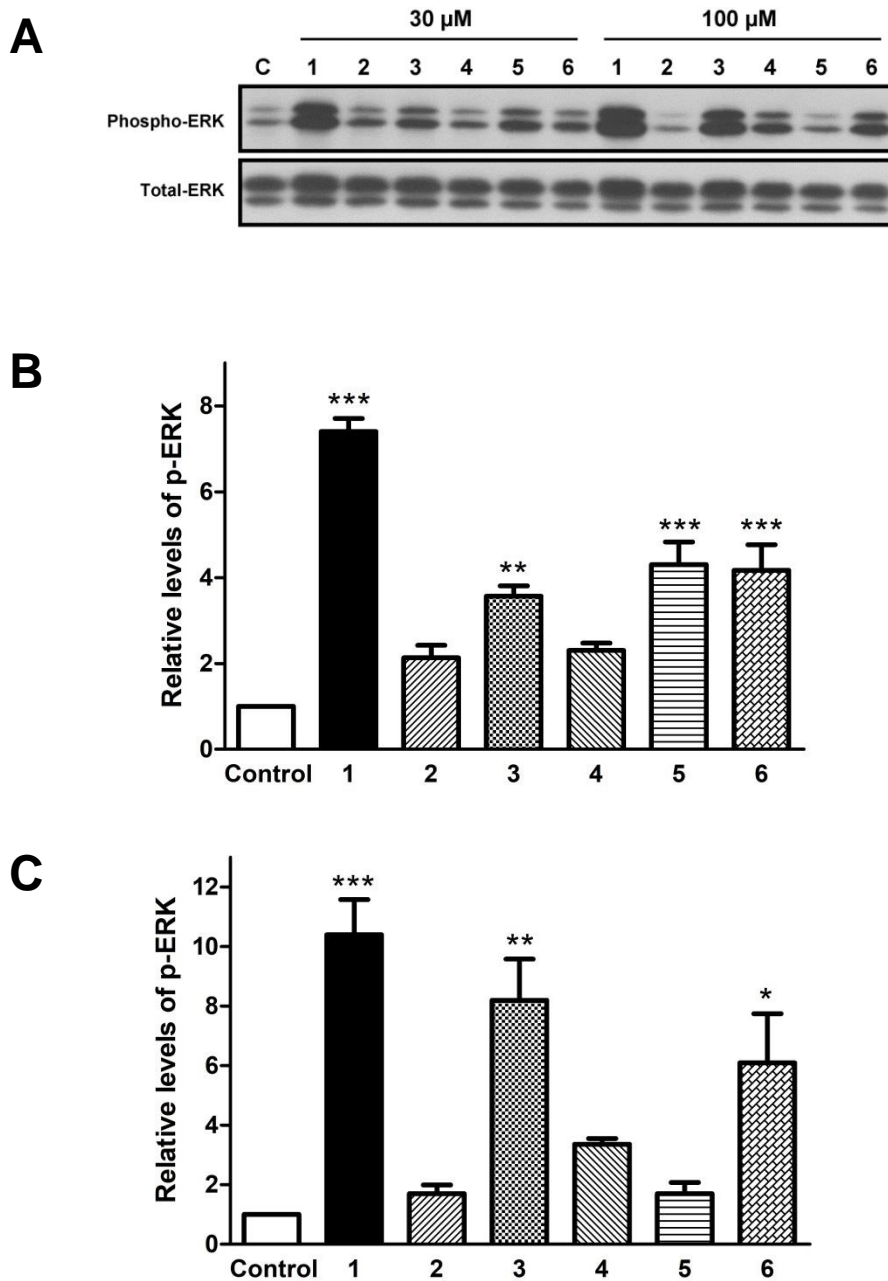 A
30 µM 100 µM
C 1 2 3 4 5 6 1 2 3 4 5 6
Phospho-ERK
Total-ERK
B
Relative levels of p-ERK
8
6
4
2
0
***
**
***
***
Control 1 2 3 4 5 6
C
Relative levels of p-ERK
12
10
8
6
4
2
0
***
**
*
Control 1 2 3 4 5 6